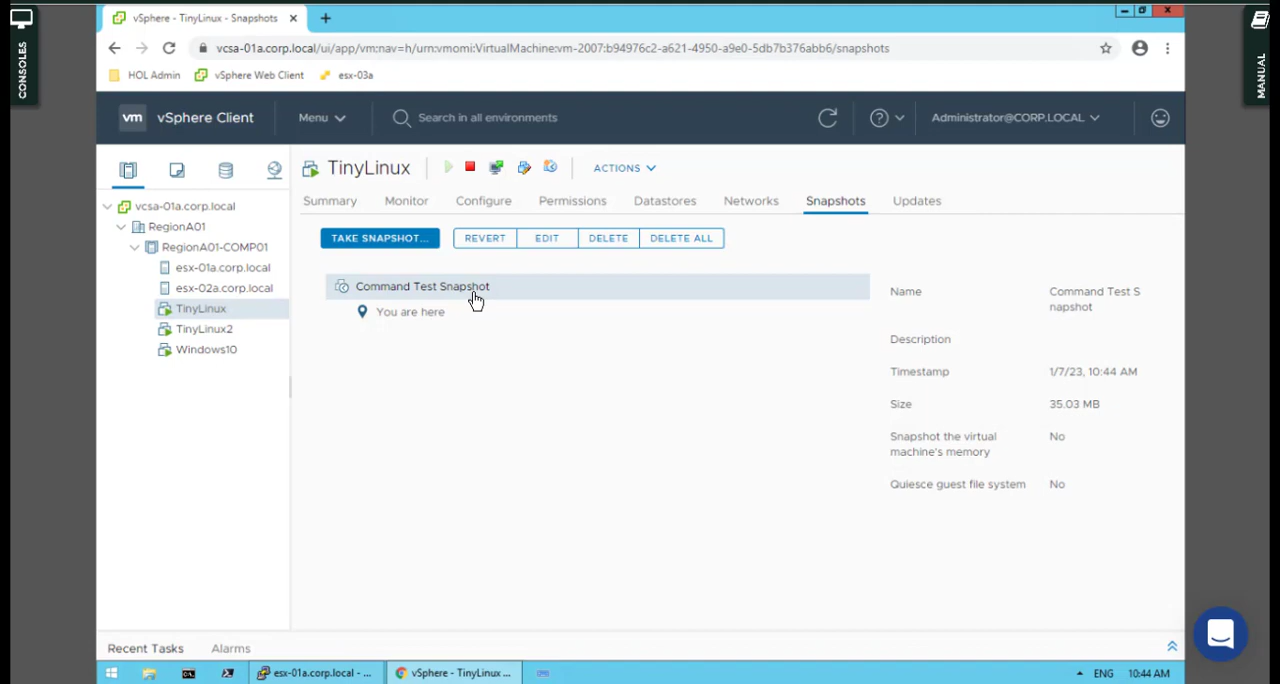 CONSOLES
MANUAL
vSphere - TinyLinux - Snapshots
vcsa-01a.corp.local/ui/app/vm;nav=h/urn:vmomi:VirtualMachine:vm-2007:b94976c2-a621-4950-a9e0-5db7b376abb6/snapshots
HOL Admin vSphere Web Client esx-03a
vm vSphere Client Menu Search in all environments Administrator@CORP.LOCAL
TinyLinux ACTIONS
Summary Monitor Configure Permissions Datastores Networks Snapshots Updates
vcsa-01a.corp.local
RegionA01
RegionA01-COMP01
esx-01a.corp.local
esx-02a.corp.local
TinyLinux
TinyLinux2
Windows10
TAKE SNAPSHOT... REVERT EDIT DELETE DELETE ALL
Command Test Snapshot
You are here
Name Command Test S
napshot
Description
Timestamp 1/7/23, 10:44 AM
Size 35.03 MB
Snapshot the virtual No
machine's memory
Quiesce guest file system No
Recent Tasks Alarms
esx-01a.corp.local - ... vSphere - TinyLinux ... ENG 10:44 AM